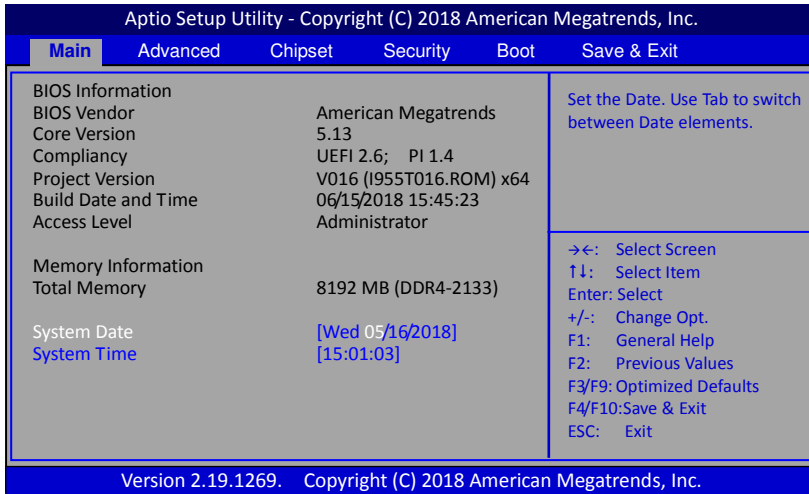 Aptio Setup Utility - Copyright (C) 2018 American Megatrends, Inc.
Main Advanced Chipset Security Boot Save & Exit
BIOS Information
BIOS Vendor American Megatrends
Core Version 5.13
Compliancy UEFI 2.6; PI 1.4
Project Version V016 (I955T016.ROM) x64
Build Date and Time 06/15/2018 15:45:23
Access Level Administrator
Memory Information
Total Memory 8192 MB (DDR4-2133)
System Date [Wed 05/16/2018]
System Time [15:01:03]
Set the Date. Use Tab to switch
between Date elements.
→←: Select Screen
↑↓: Select Item
Enter: Select
+/-: Change Opt.
F1: General Help
F2: Previous Values
F3/F9: Optimized Defaults
F4/F10:Save & Exit
ESC: Exit
Version 2.19.1269. Copyright (C) 2018 American Megatrends, Inc.